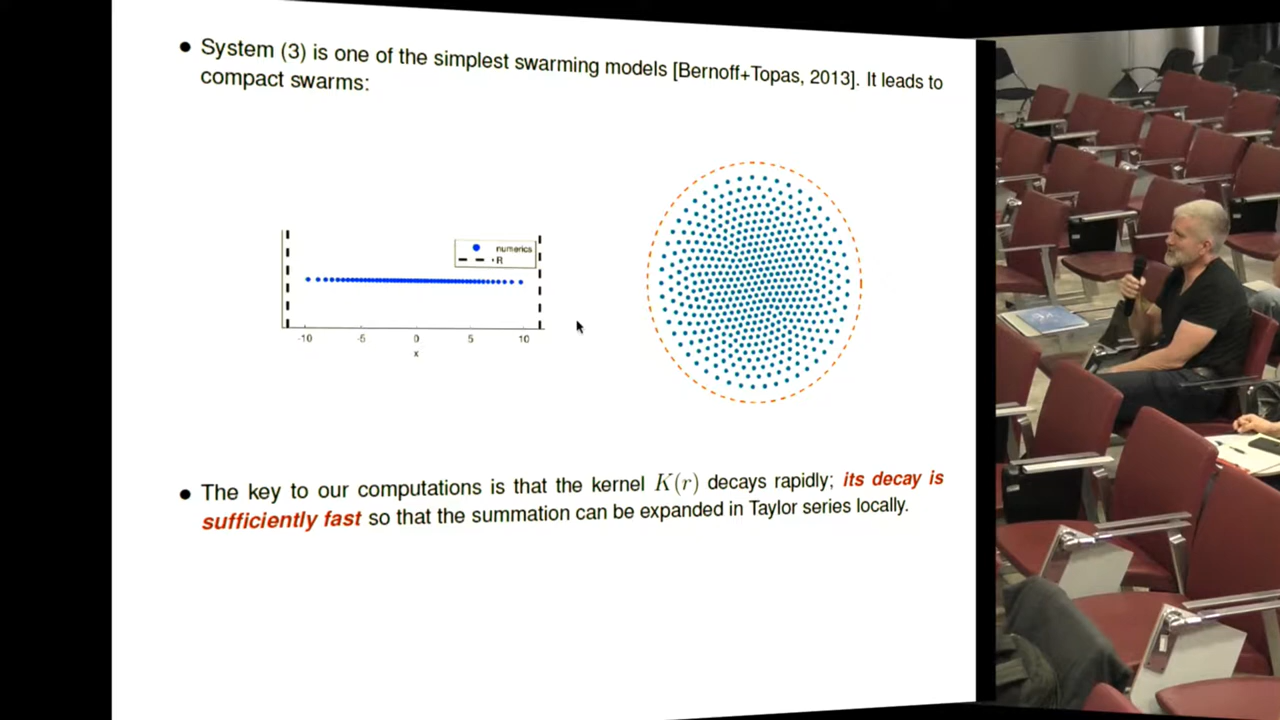 ● System (3) is one of the simplest swarming models [Bernoff+Topas, 2013]. It leads to
compact swarms:
numerics
R
-10 -5 0 5 10
x
● The key to our computations is that the kernel K(r) decays rapidly; its decay is
sufficiently fast so that the summation can be expanded in Taylor series locally.